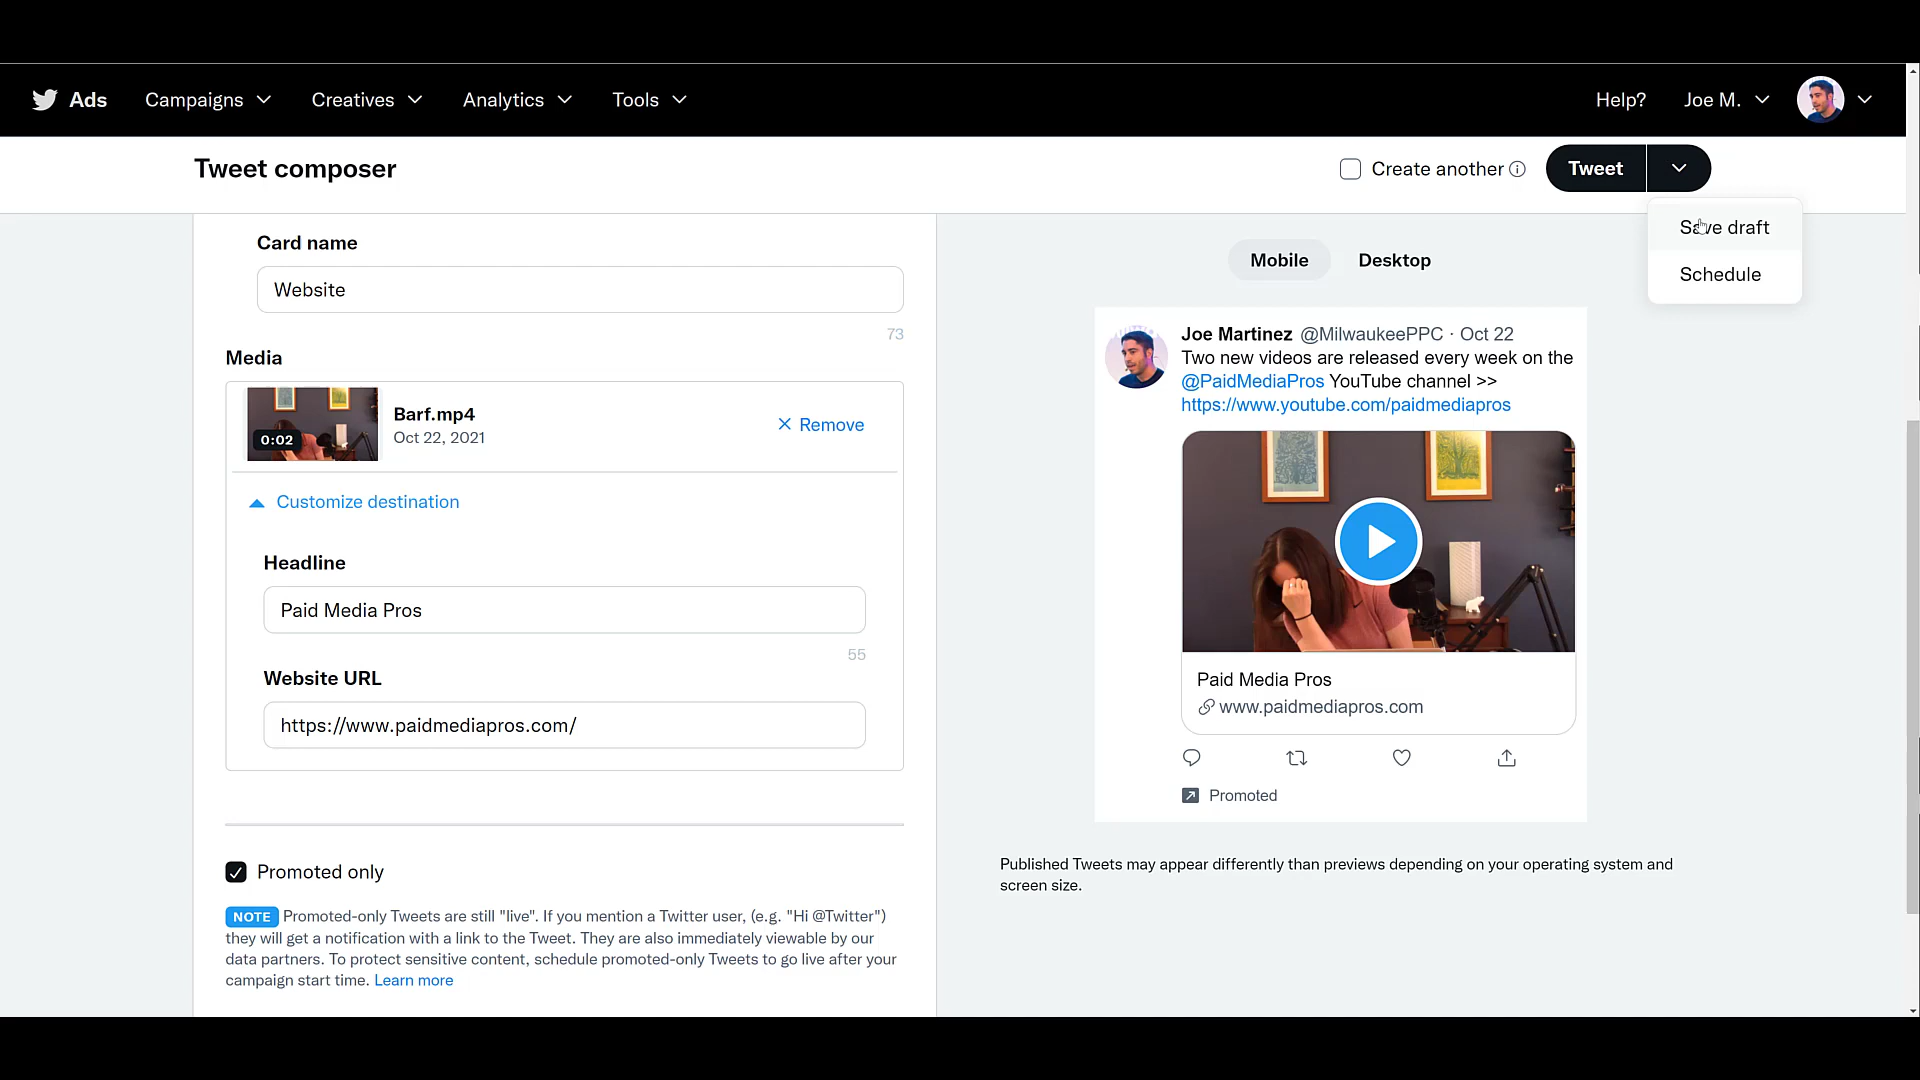 Ads
Campaigns
Creatives
Analytics
Tools
Help?
Joe M.
Tweet composer
Create another
Tweet
Save draft
Schedule
Card name
Website
73
Media
0:02
Barf.mp4
Oct 22, 2021
Remove
Customize destination
Headline
Paid Media Pros
55
Website URL
https://www.paidmediapros.com/
Promoted only
NOTE Promoted-only Tweets are still "live". If you mention a Twitter user, (e.g. "Hi @Twitter")
they will get a notification with a link to the Tweet. They are also immediately viewable by our
data partners. To protect sensitive content, schedule promoted-only Tweets to go live after your
campaign start time. Learn more
Mobile
Desktop
Joe Martinez @MilwaukeePPC · Oct 22
Two new videos are released every week on the
@PaidMediaPros YouTube channel >>
https://www.youtube.com/paidmediapros
Paid Media Pros
www.paidmediapros.com
Promoted
Published Tweets may appear differently than previews depending on your operating system and
screen size.